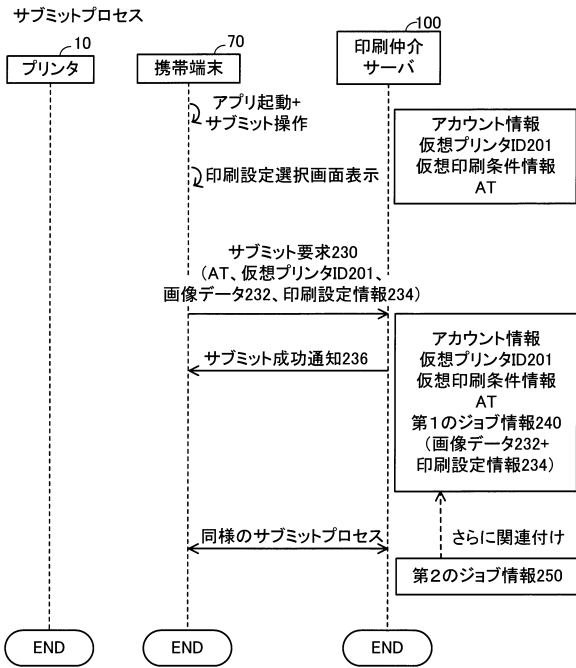 サブミットプロセス
10
プリンタ
70
携帯端末
100
印刷仲介
サーバ
アプリ起動+
サブミット操作
アカウント情報
仮想プリンタID201
仮想印刷条件情報
AT
印刷設定選択画面表示
サブミット要求230
(AT、仮想プリンタID201、
画像データ232、印刷設定情報234)
サブミット成功通知236
アカウント情報
仮想プリンタID201
仮想印刷条件情報
AT
第1のジョブ情報240
(画像データ232+
印刷設定情報234)
同様のサブミットプロセス
さらに関連付け
第2のジョブ情報250
END
END
END